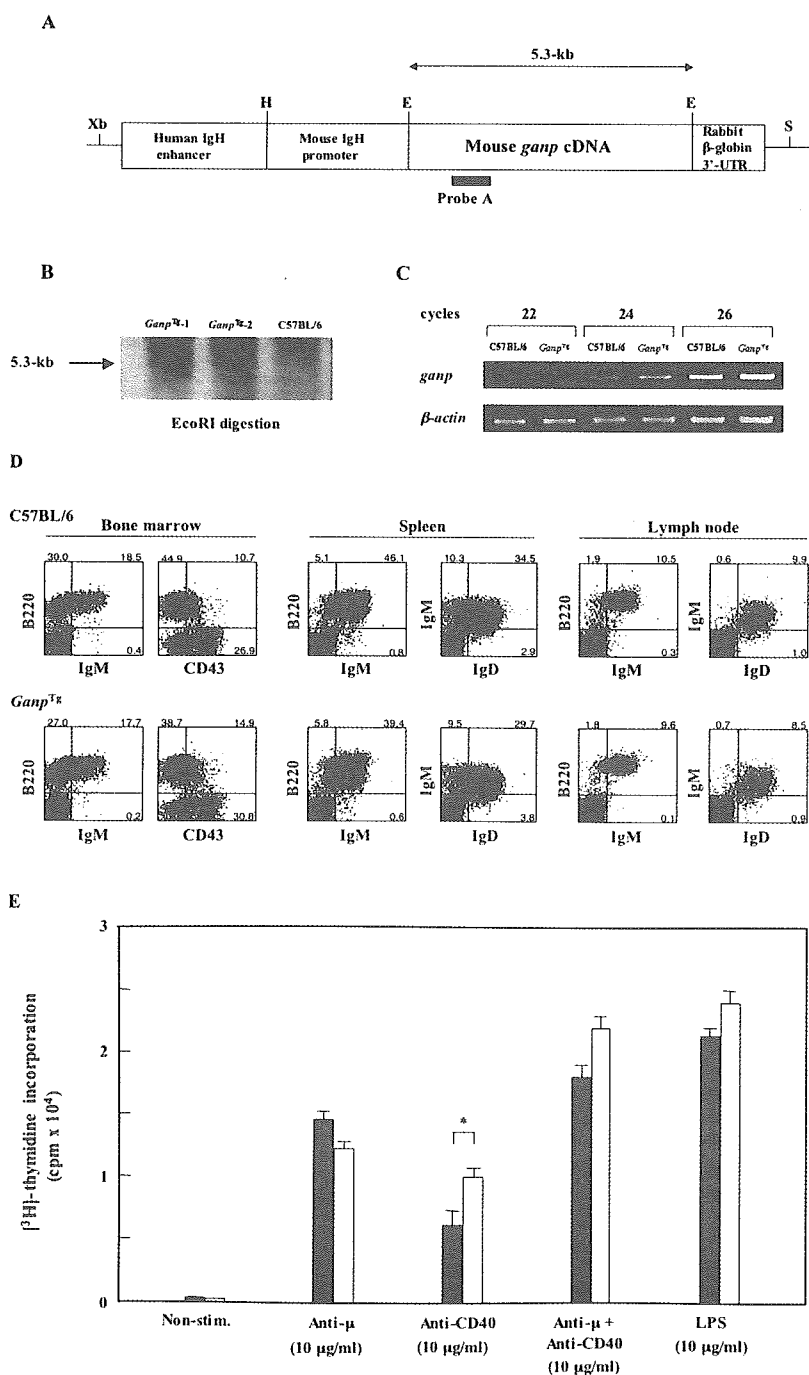 A
5.3-kb
Xb H E E S
Human IgH enhancer
Mouse IgH promoter
Mouse ganp cDNA
Rabbit β-globin 3'-UTR
Probe A
B
GanpTg-1 GanpTg-2 C57BL/6
5.3-kb
EcoRI digestion
C
cycles 22 24 26
C57BL/6 GanpTg C57BL/6 GanpTg C57BL/6 GanpTg
ganp
β-actin
D
C57BL/6
Bone marrow Spleen Lymph node
30.0 18.5 44.9 10.7 5.1 46.1 10.3 34.5 1.9 10.5 0.6 9.9
B220 B220 IgM B220 IgM
0.4 26.9 0.8 2.9 0.3 1.0
IgM CD43 IgM IgD IgM IgD
GanpTg
27.0 17.7 38.7 14.9 5.8 39.4 9.5 29.7 1.8 9.6 0.7 8.5
B220 B220 IgM B220 IgM
0.2 30.8 0.6 3.8 0.1 0.9
IgM CD43 IgM IgD IgM IgD
E
[³H]-thymidine incorporation
(cpm x 10⁴)
3
2
1
0
*
Non-stim. Anti-μ Anti-CD40 Anti-μ + LPS
(10 μg/ml) (10 μg/ml) Anti-CD40 (10 μg/ml)
(10 μg/ml)